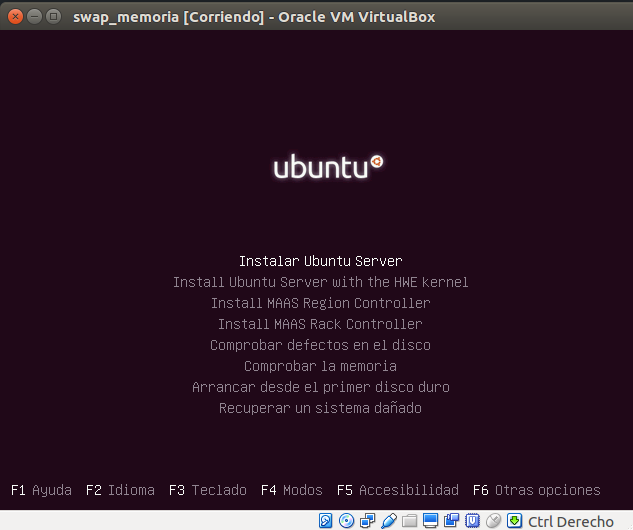 swap_memoria [Corriendo] - Oracle VM VirtualBox
ubuntu
Instalar Ubuntu Server
Install Ubuntu Server with the HWE kernel
Install MAAS Region Controller
Install MAAS Rack Controller
Comprobar defectos en el disco
Comprobar la memoria
Arrancar desde el primer disco duro
Recuperar un sistema dañado
F1 Ayuda F2 Idioma F3 Teclado F4 Modos F5 Accesibilidad F6 Otras opciones
Ctrl Derecho